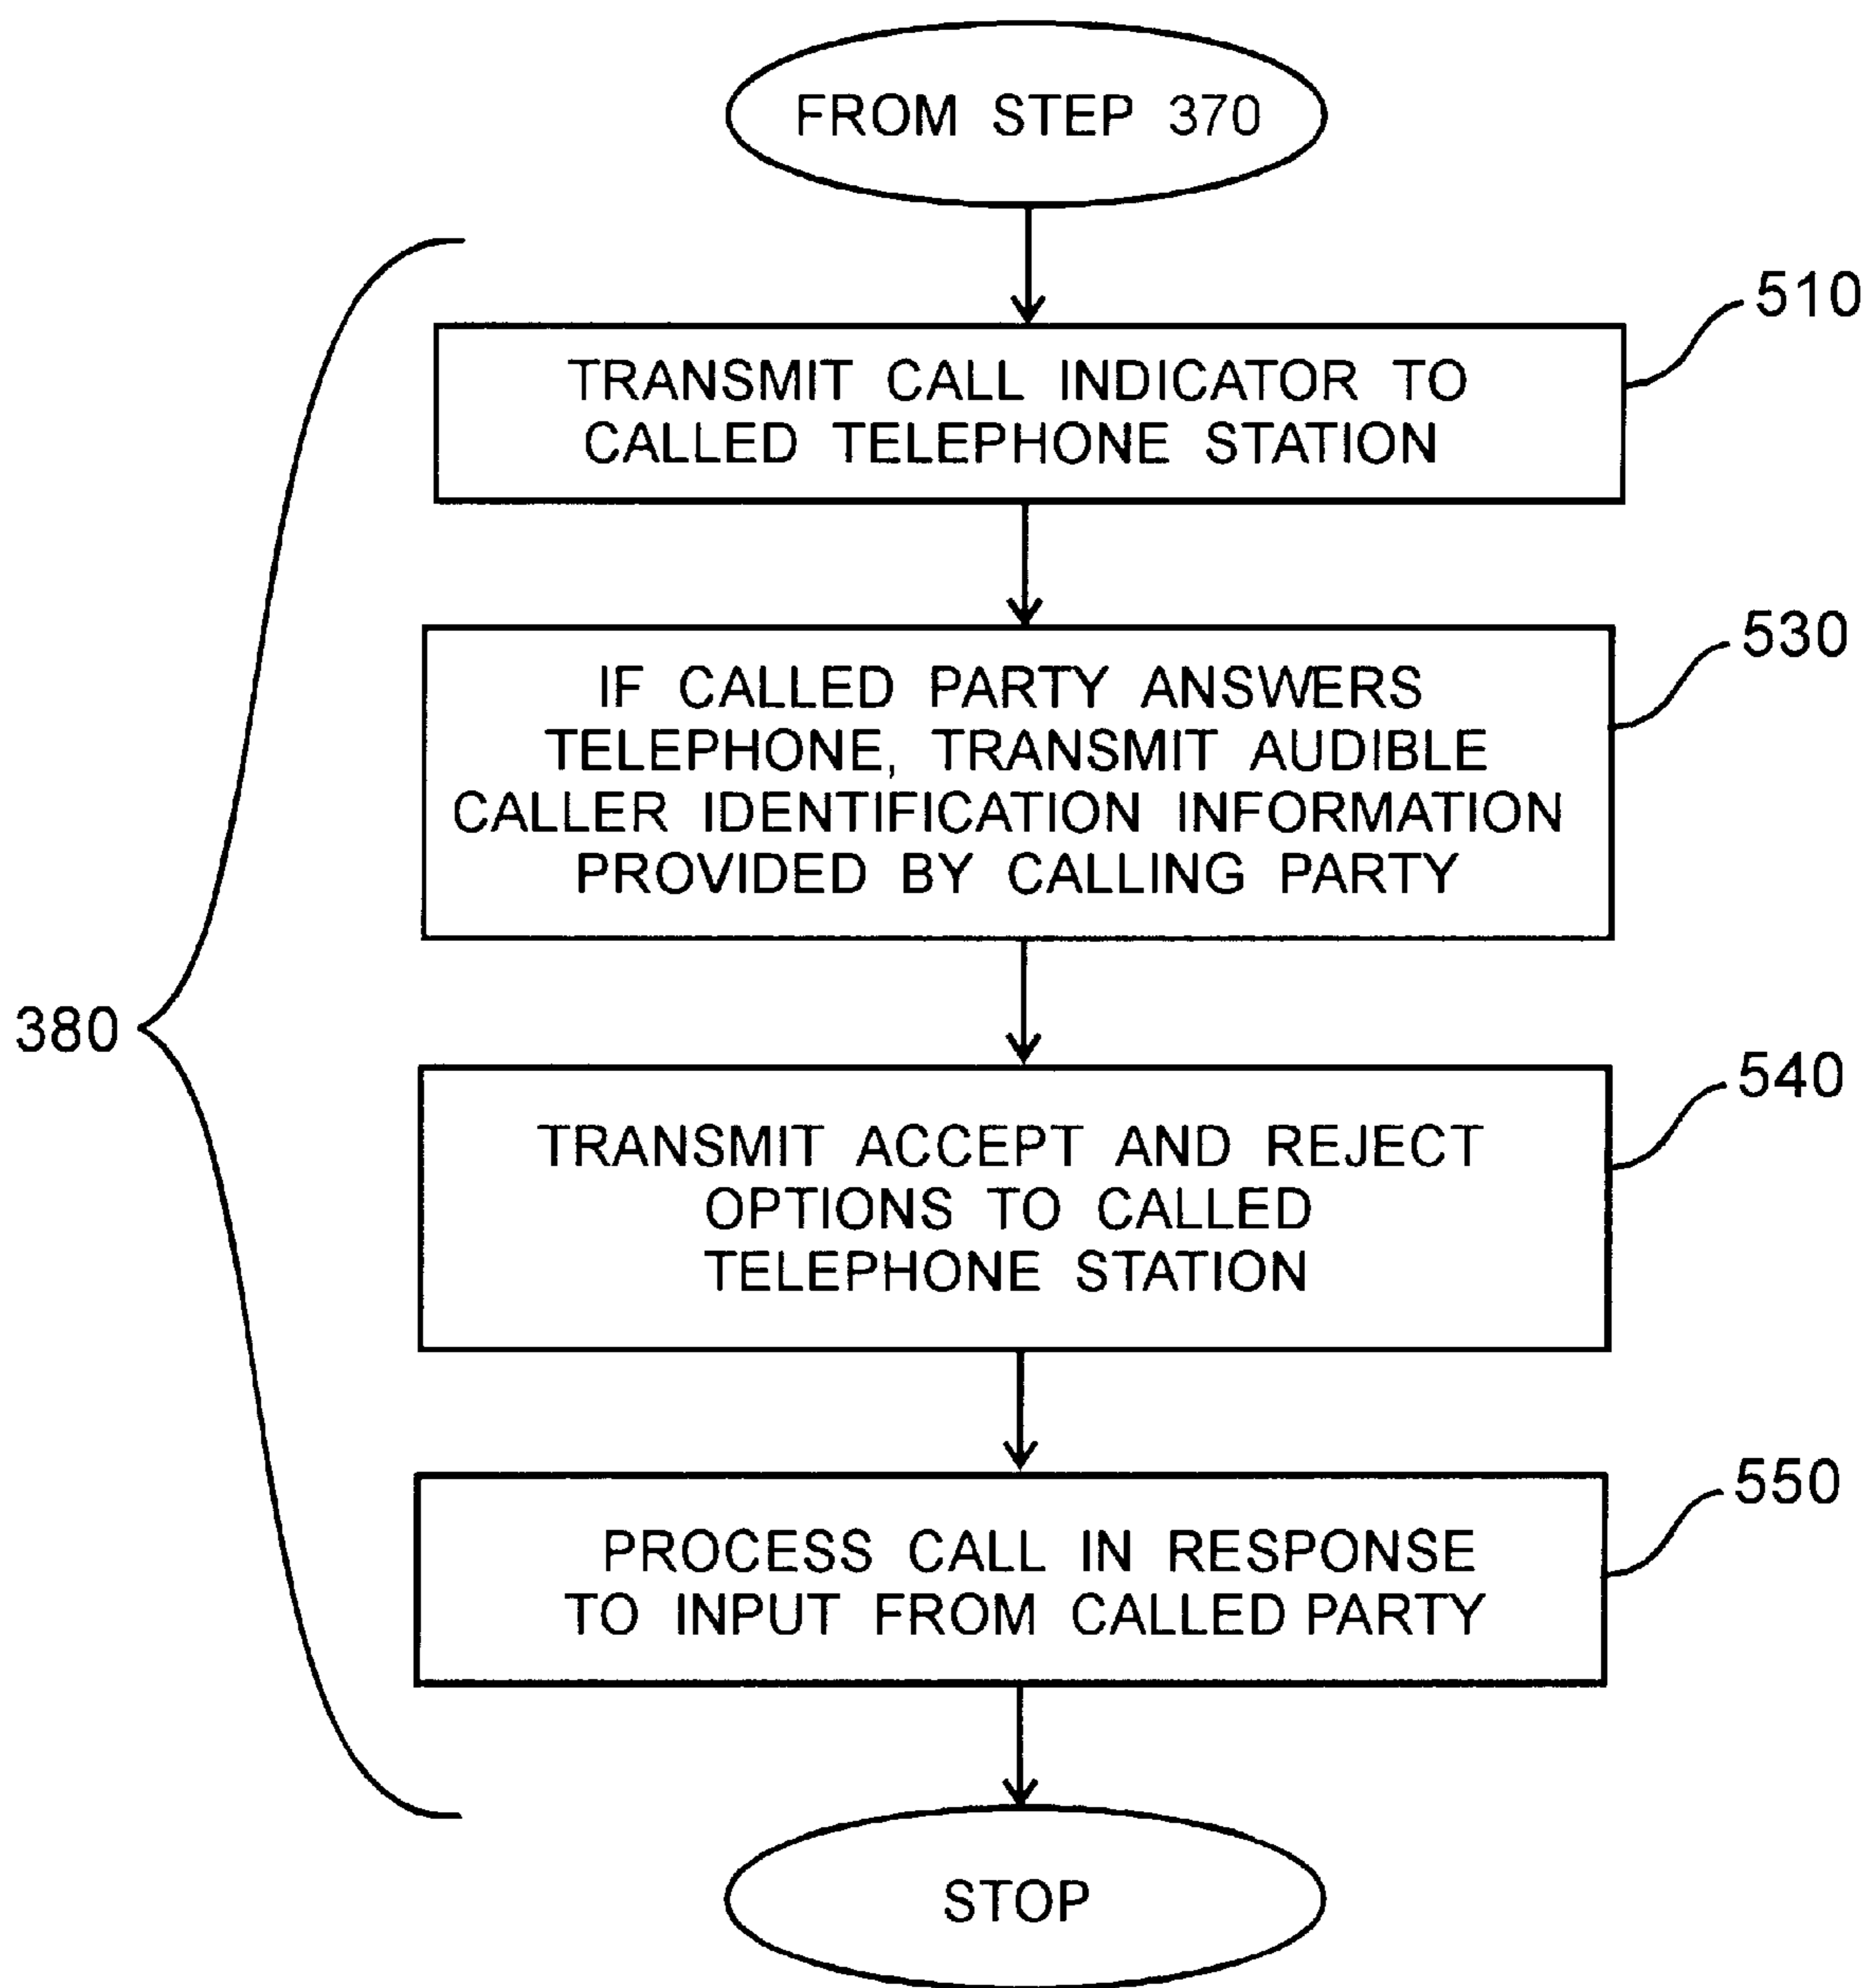 FROM STEP 370
510
TRANSMIT CALL INDICATOR TO
CALLED TELEPHONE STATION
530
IF CALLED PARTY ANSWERS
TELEPHONE, TRANSMIT AUDIBLE
CALLER IDENTIFICATION INFORMATION
PROVIDED BY CALLING PARTY
380
540
TRANSMIT ACCEPT AND REJECT
OPTIONS TO CALLED
TELEPHONE STATION
550
PROCESS CALL IN RESPONSE
TO INPUT FROM CALLED PARTY
STOP